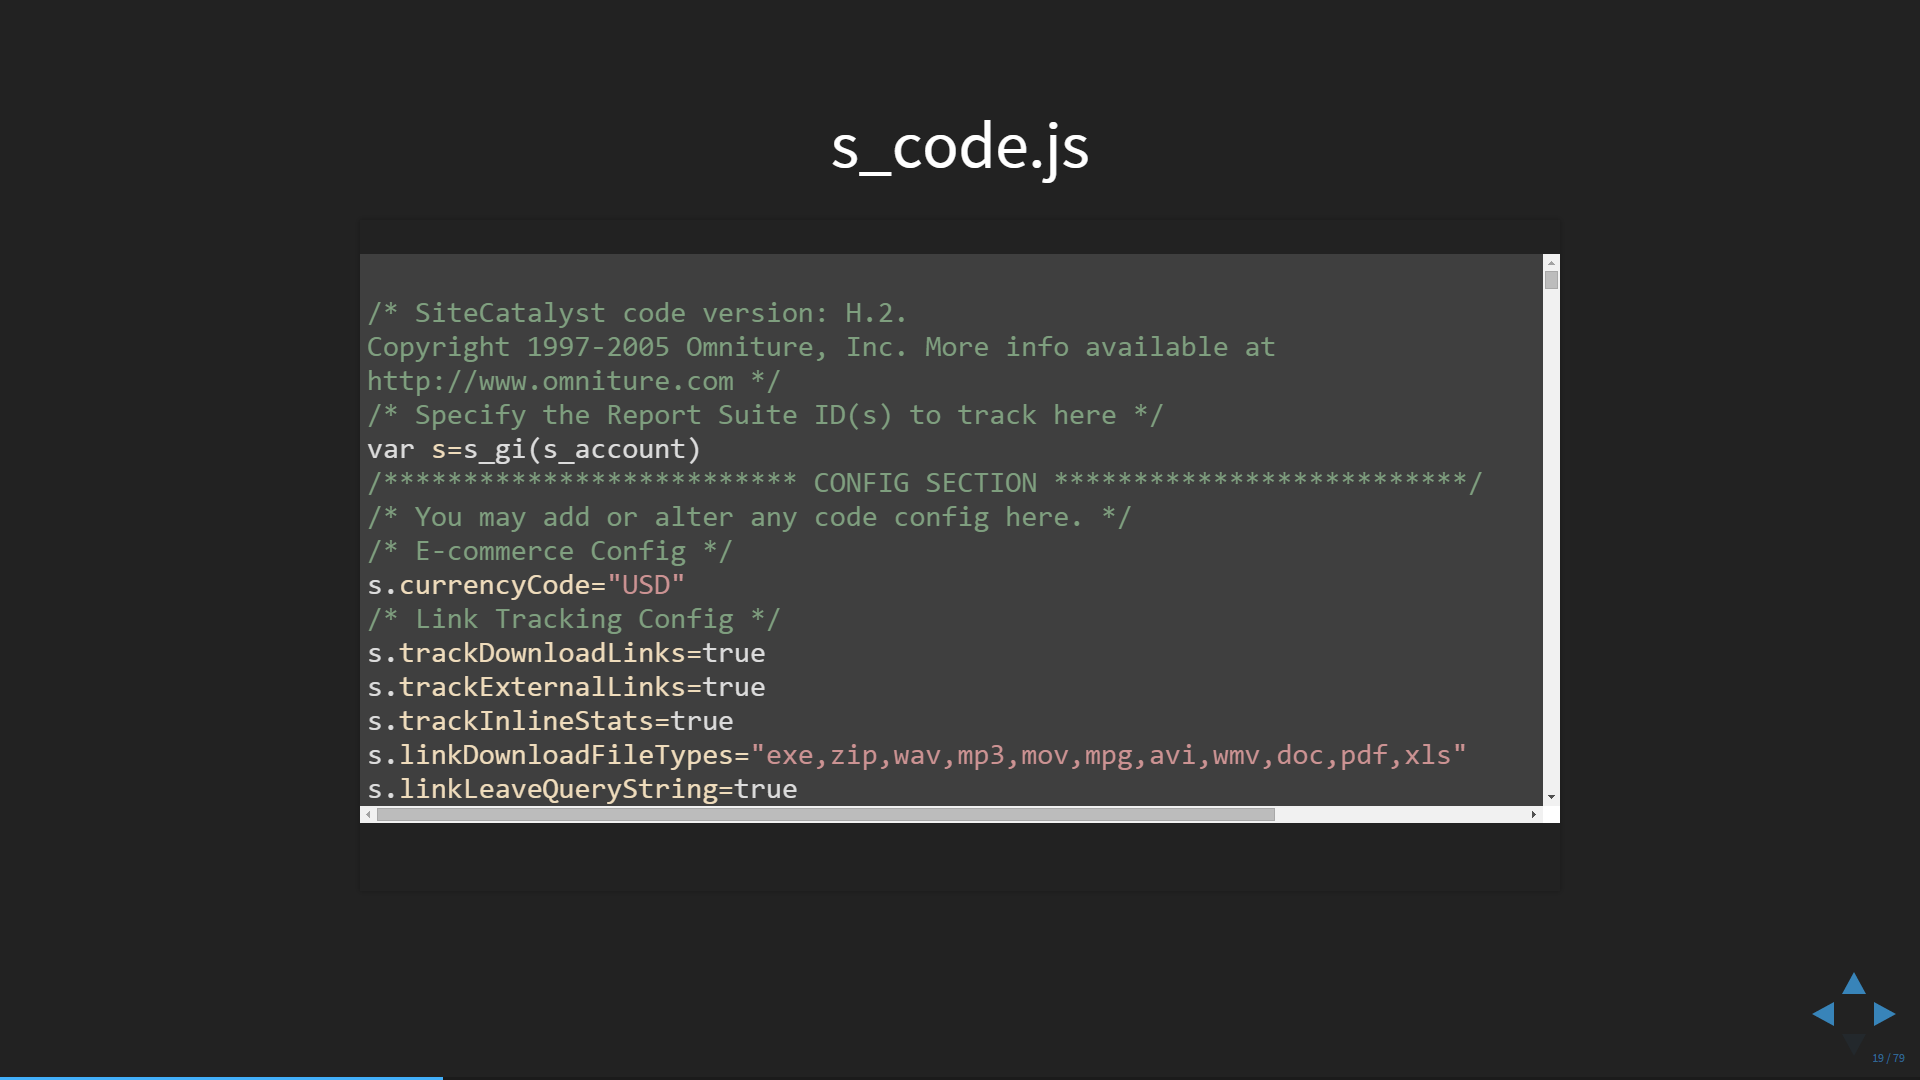 s_code.js
/* SiteCatalyst code version: H.2.
Copyright 1997-2005 Omniture, Inc. More info available at
http://www.omniture.com */
/* Specify the Report Suite ID(s) to track here */
var s=s_gi(s_account)
/************************** CONFIG SECTION **************************/
/* You may add or alter any code config here. */
/* E-commerce Config */
s.currencyCode="USD"
/* Link Tracking Config */
s.trackDownloadLinks=true
s.trackExternalLinks=true
s.trackInlineStats=true
s.linkDownloadFileTypes="exe,zip,wav,mp3,mov,mpg,avi,wmv,doc,pdf,xls"
s.linkLeaveQueryString=true
19 / 79